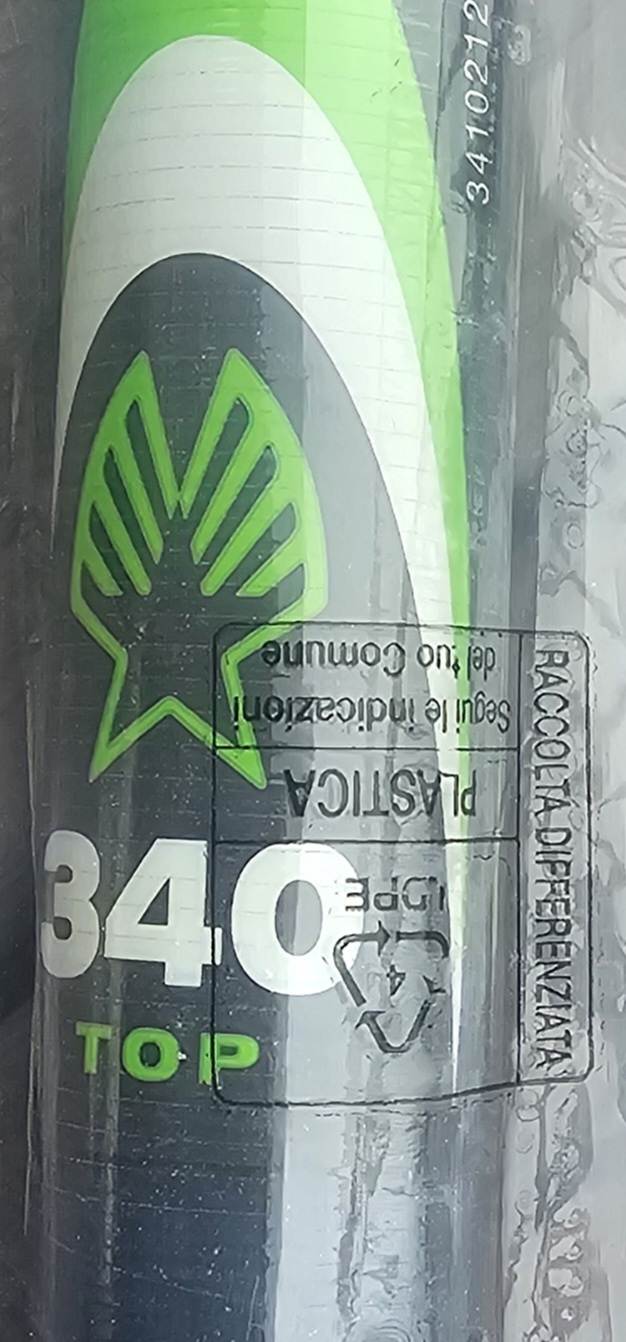 3410212
340
TOP
RACCOLTA DIFFERENZIATA
LDPE
4
PLASTICA
Segui le indicazioni
del tuo Comune